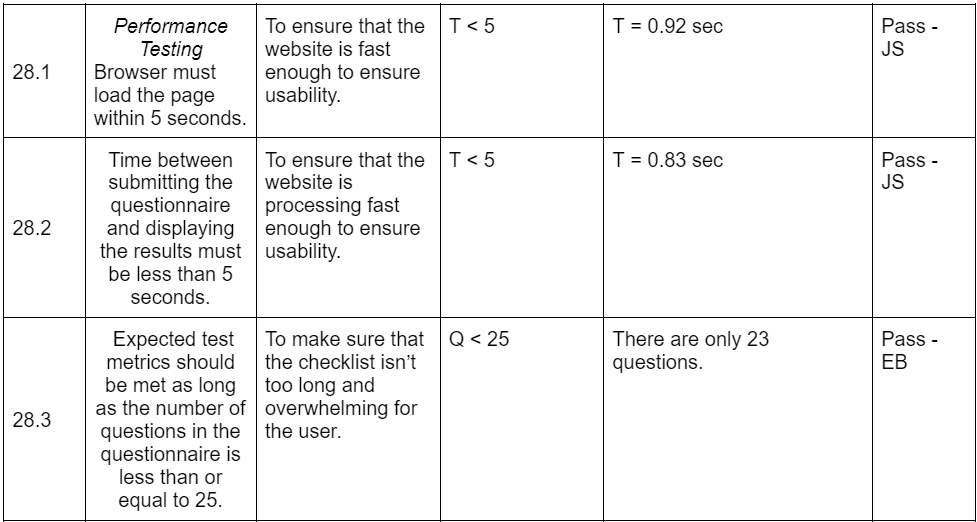 28.1
Performance
Testing
Browser must
load the page
within 5 seconds.
To ensure that the
website is fast
enough to ensure
usability.
T < 5
T = 0.92 sec
Pass -
JS
28.2
Time between
submitting the
questionnaire
and displaying
the results must
be less than 5
seconds.
To ensure that the
website is
processing fast
enough to ensure
usability.
T < 5
T = 0.83 sec
Pass -
JS
28.3
Expected test
metrics should
be met as long
as the number of
questions in the
questionnaire is
less than or
equal to 25.
To make sure that
the checklist isn’t
too long and
overwhelming for
the user.
Q < 25
There are only 23
questions.
Pass -
EB